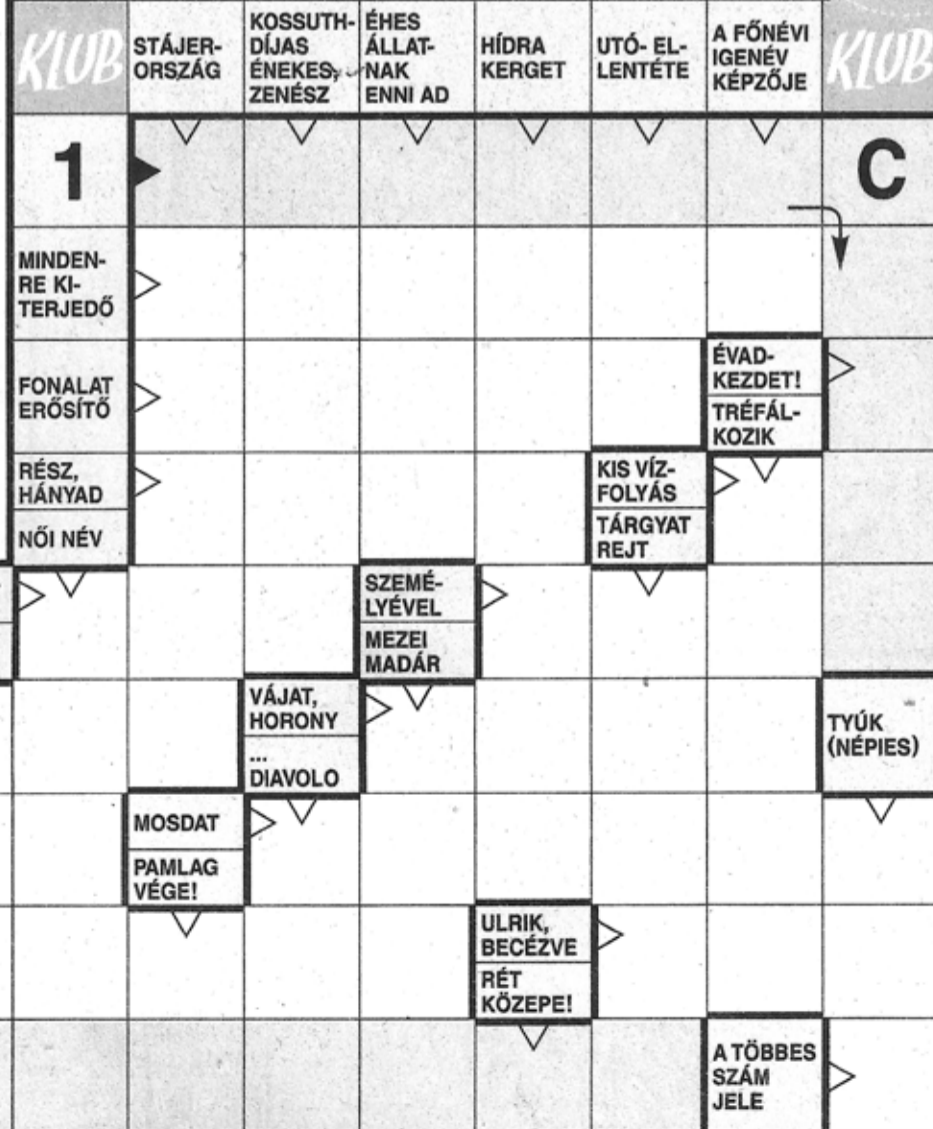 KLUB
STÁJER-
ORSZÁG
KOSSUTH-
DÍJAS
ÉNEKES,
ZENÉSZ
ÉHES
ÁLLAT-
NAK
ENNI AD
HÍDRA
KERGET
UTÓ- EL-
LENTÉTE
A FŐNÉVI
IGENÉV
KÉPZŐJE
KLUB
1
C
MINDEN-
RE KI-
TERJEDŐ
FONALAT
ERŐSÍTŐ
ÉVAD-
KEZDET!
TRÉFÁL-
KOZIK
RÉSZ,
HÁNYAD
NŐI NÉV
KIS VÍZ-
FOLYÁS
TÁRGYAT
REJT
SZEMÉ-
LYÉVEL
MEZEI
MADÁR
VÁJAT,
HORONY
...
DIAVOLO
TYÚK
(NÉPIES)
MOSDAT
PAMLAG
VÉGE!
ULRIK,
BECÉZVE
RÉT
KÖZEPE!
A TÖBBES
SZÁM
JELE